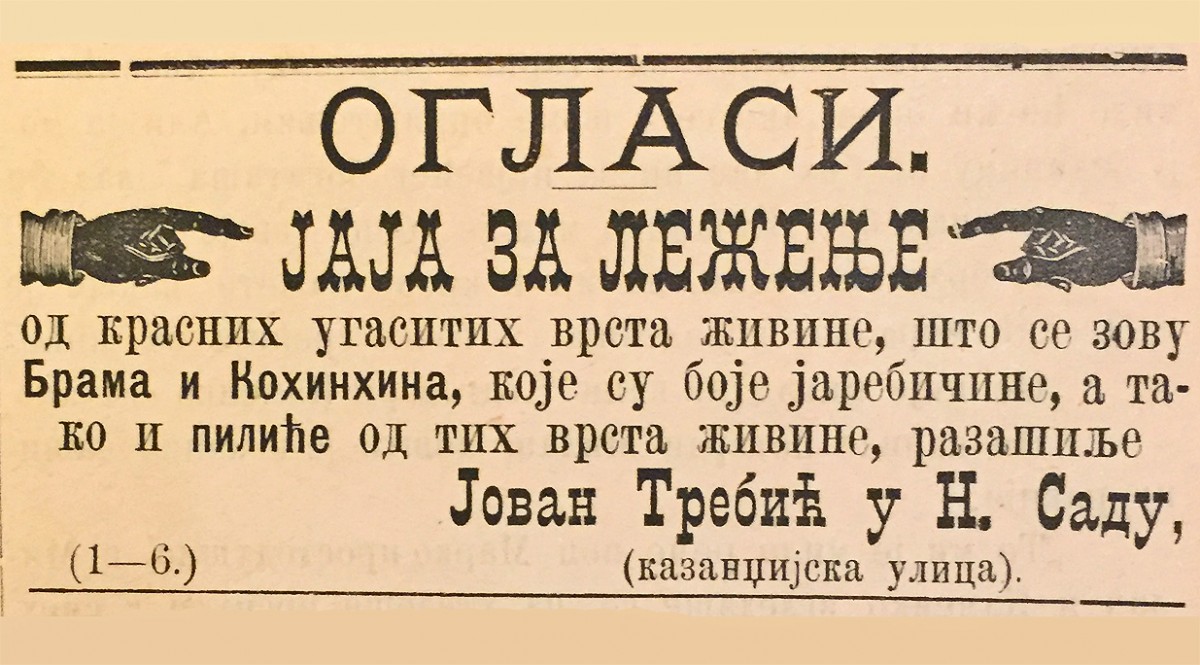 ОГЛАСИ.
ЈАЈА ЗА ЛЕЖЕЊЕ
од красних угаситих врста живине, што се зову
Брама и Кохинхина, које су боје јаребичине, а та-
ко и пилиће од тих врста живине, разашиље
Јован Требић у Н. Саду,
(1—6.) (казанџијска улица).